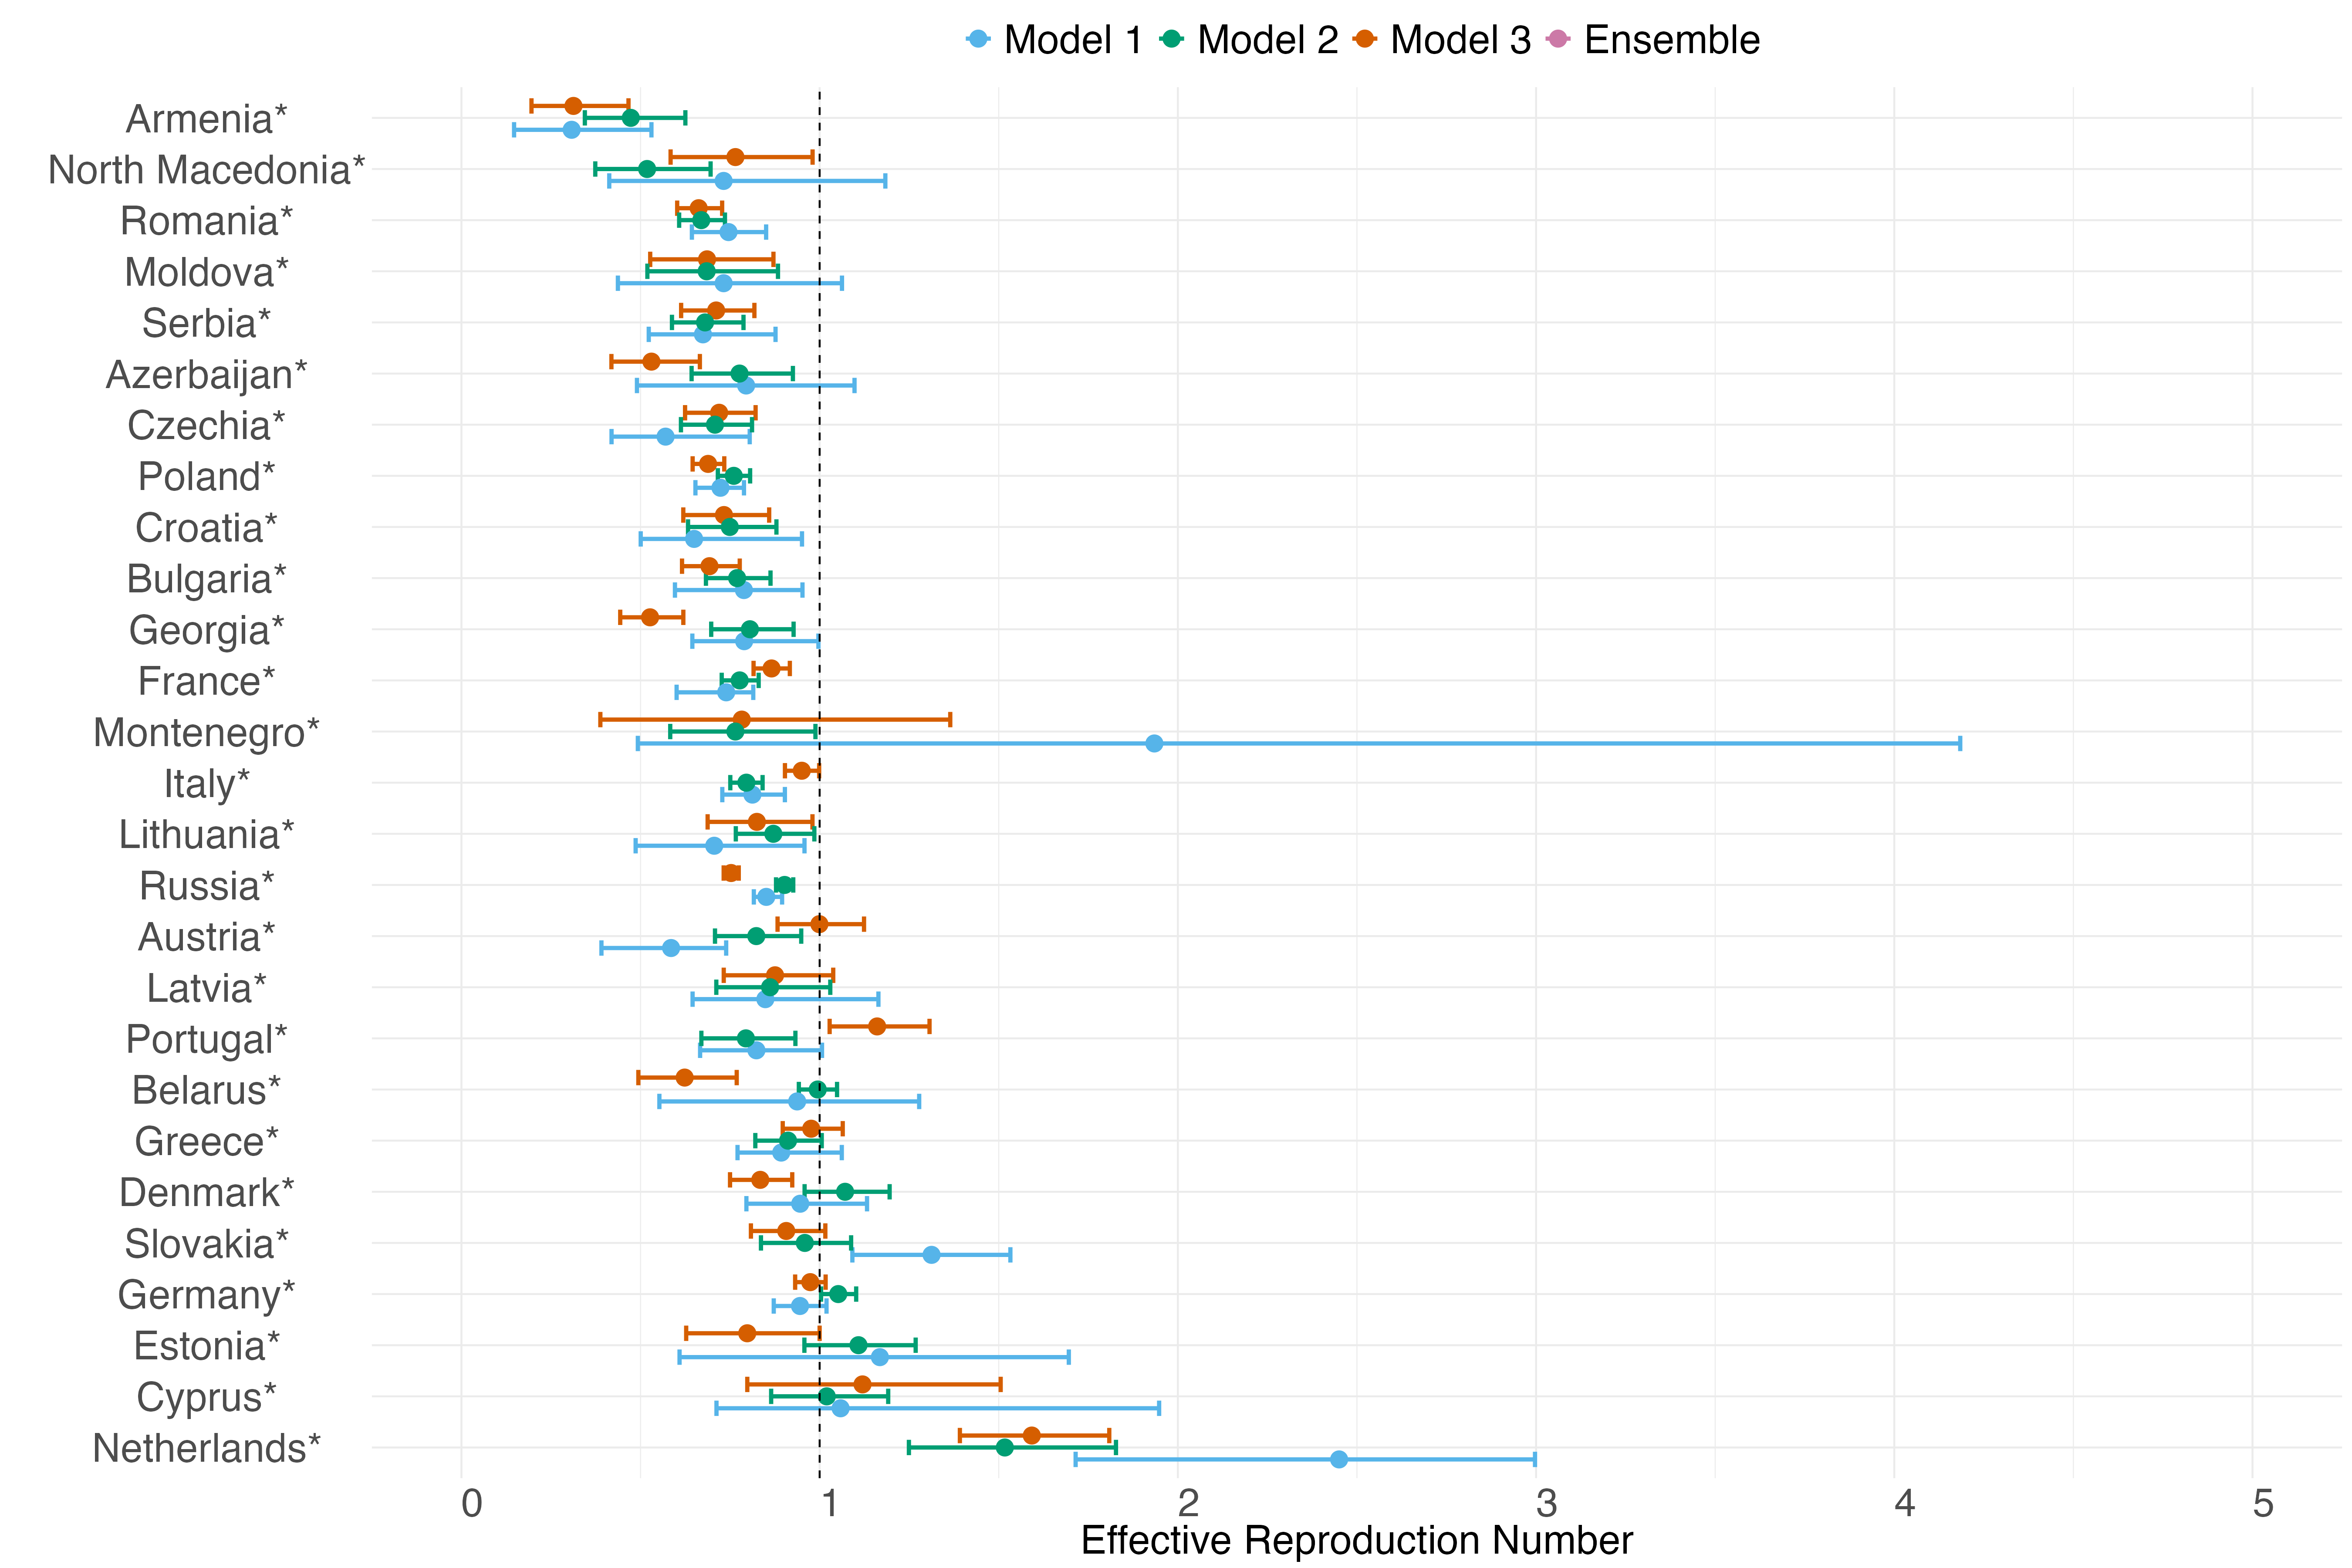 Model 1 Model 2 Model 3 Ensemble
Armenia*
North Macedonia*
Romania*
Moldova*
Serbia*
Azerbaijan*
Czechia*
Poland*
Croatia*
Bulgaria*
Georgia*
France*
Montenegro*
Italy*
Lithuania*
Russia*
Austria*
Latvia*
Portugal*
Belarus*
Greece*
Denmark*
Slovakia*
Germany*
Estonia*
Cyprus*
Netherlands*
0 1 2 3 4 5
Effective Reproduction Number